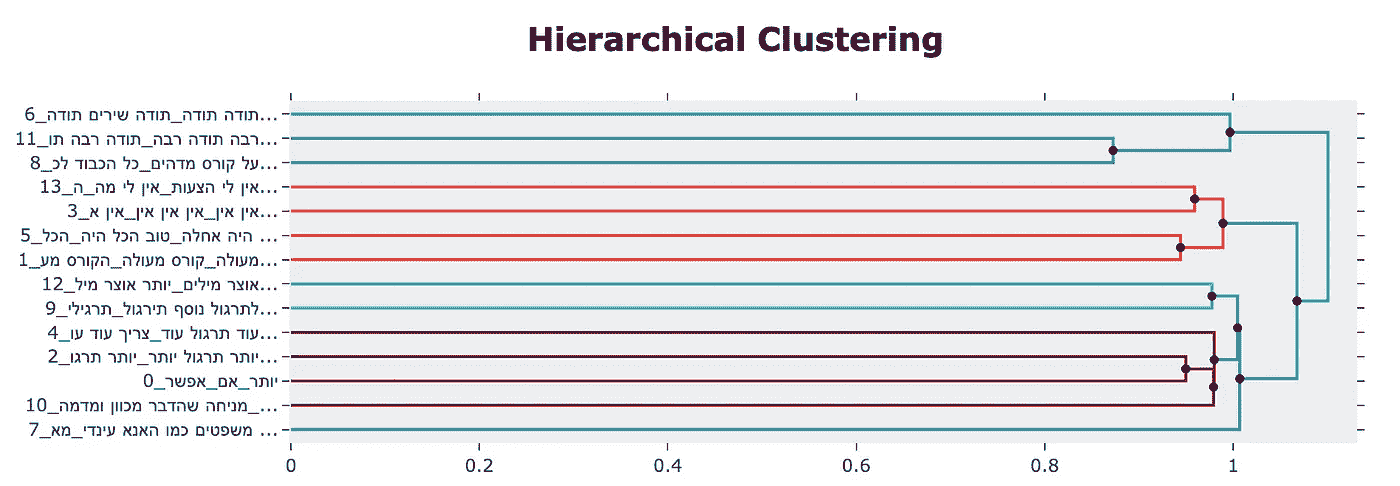 Hierarchical Clustering
6_תודה תודה_תודה שירים תודה...
11_רבה תודה רבה_תודה רבה תו...
8_על קורס מדהים_כל הכבוד לכ...
13_אין לי הצעות_אין לי מה_ה...
3_אין אין_אין אין אין_אין א...
5_היה אחלה_טוב הכל היה_הכל ...
1_מעולה_קורס מעולה_הקורס מע...
12_אוצר מילים_יותר אוצר מיל...
9_לתרגול נוסף תירגול_תרגילי...
4_עוד תרגול עוד_צריך עוד עו...
2_יותר תרגול יותר_יותר תרגו...
0_יותר_אם_אפשר
10_מניחה שהדבר מכוון ומדמה_...
7_משפטים כמו האנא עינדי_מא ...
0 0.2 0.4 0.6 0.8 1